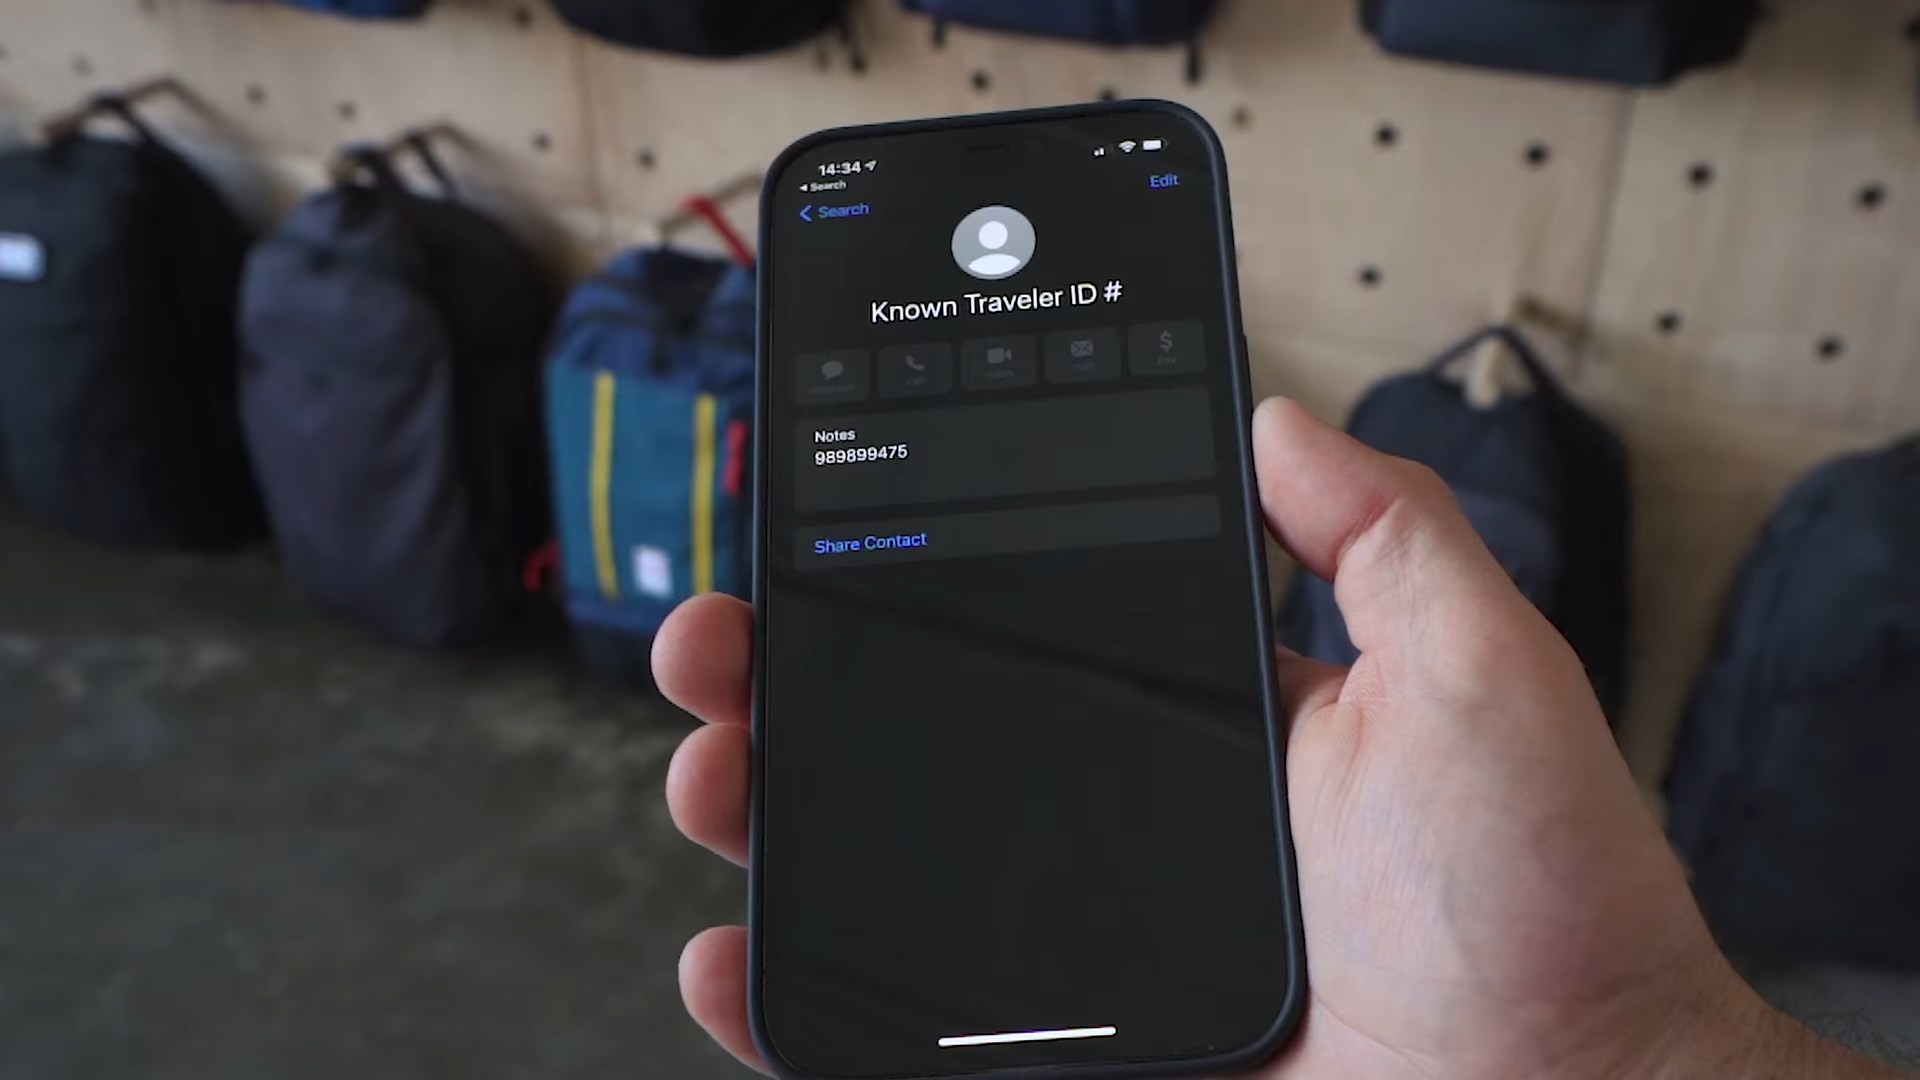 14:34
Search
Edit
Search
Known Traveler ID #
Notes
989899475
Share Contact